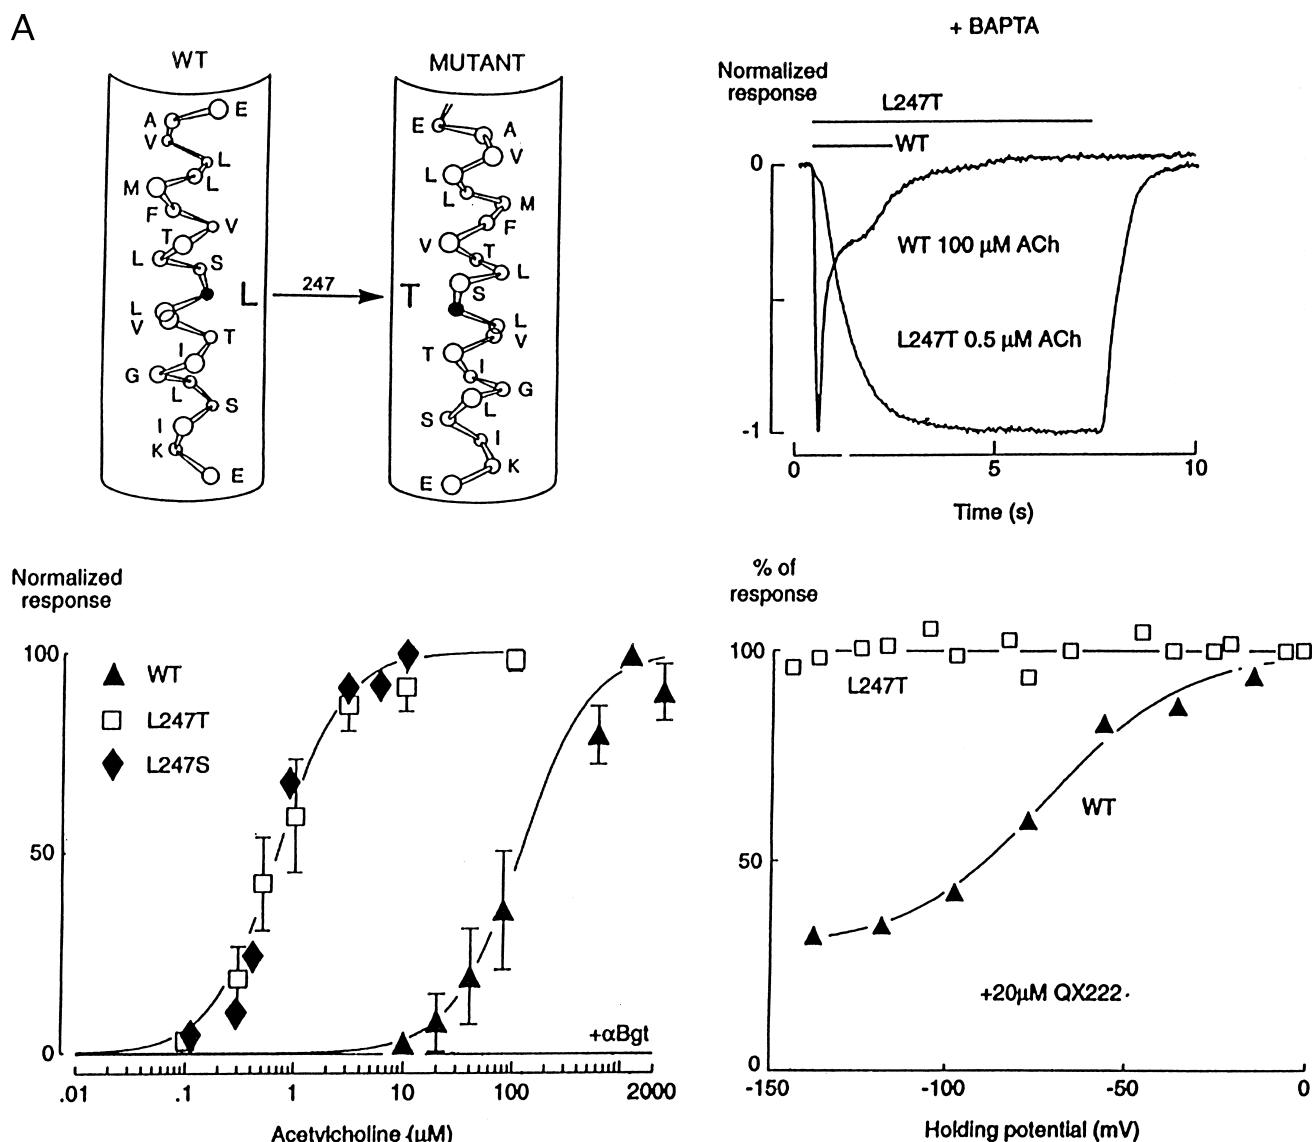 A
WT
MUTANT
E
A
V
L
L
M
F
V
T
L
S
L
L
V
T
I
G
L
S
I
K
E
247
E
A
V
L
L
M
F
V
T
L
S
T
L
V
T
I
G
L
S
I
K
E
+ BAPTA
Normalized
response
L247T
WT
0
WT 100 µM ACh
L247T 0.5 µM ACh
-1
0
5
10
Time (s)
Normalized
response
100
WT
L247T
L247S
50
+αBgt
0
.01
.1
1
10
100
2000
Acetylcholine (µM)
% of
response
100
L247T
WT
50
+20µM QX222
0
-150
-100
-50
0
Holding potential (mV)